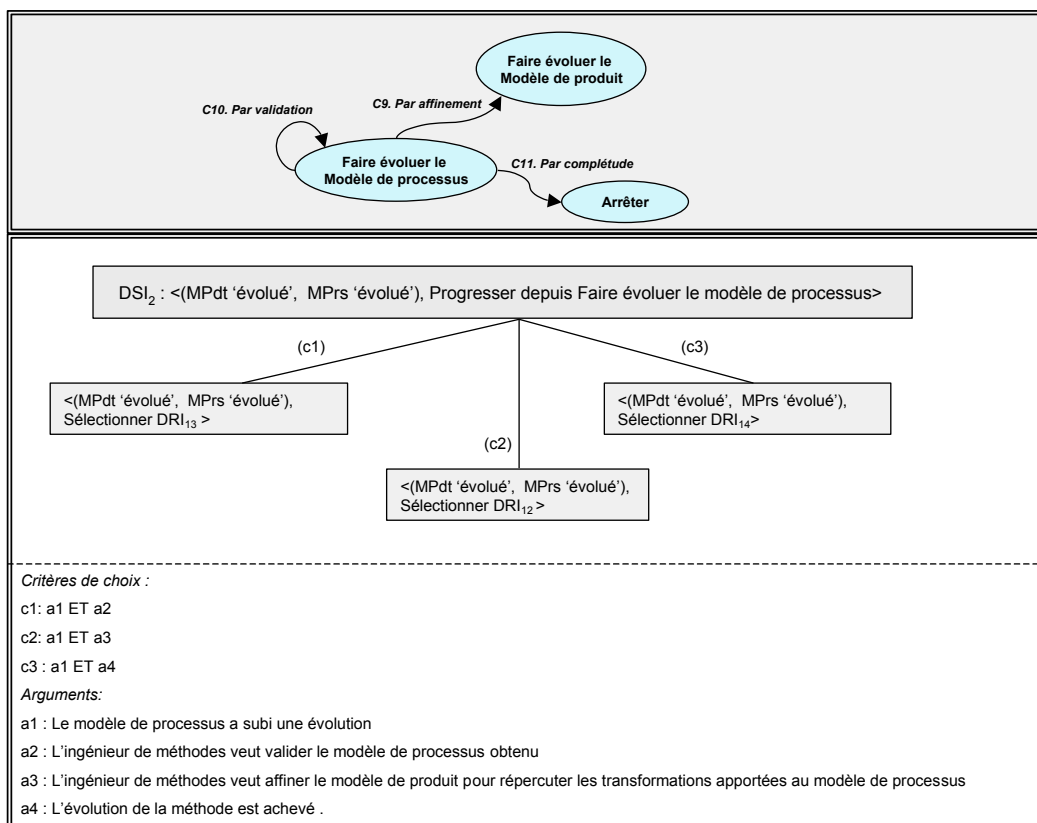 Faire évoluer le
Modèle de produit
C10. Par validation
C9. Par affinement
Faire évoluer le
Modèle de processus
C11. Par complétude
Arrêter
DSI2 : <(MPdt ‘évolué’, MPrs ‘évolué’), Progresser depuis Faire évoluer le modèle de processus>
(c1)
(c3)
<(MPdt ‘évolué’, MPrs ‘évolué’),
Sélectionner DRI13 >
<(MPdt ‘évolué’, MPrs ‘évolué’),
Sélectionner DRI14>
(c2)
<(MPdt ‘évolué’, MPrs ‘évolué’),
Sélectionner DRI12 >
Critères de choix :
c1: a1 ET a2
c2: a1 ET a3
c3 : a1 ET a4
Arguments:
a1 : Le modèle de processus a subi une évolution
a2 : L’ingénieur de méthodes veut valider le modèle de processus obtenu
a3 : L’ingénieur de méthodes veut affiner le modèle de produit pour répercuter les transformations apportées au modèle de processus
a4 : L’évolution de la méthode est achevé .